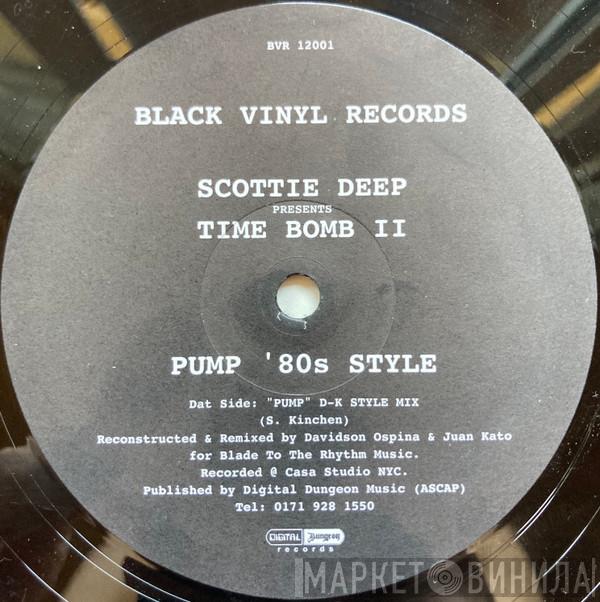 BVR 12001
BLACK VINYL RECORDS
SCOTTIE DEEP
PRESENTS
TIME BOMB II
PUMP '80s STYLE
Dat Side: "PUMP" D-K STYLE MIX
(S. Kinchen)
Reconstructed & Remixed by Davidson Ospina & Juan Kato
for Blade To The Rhythm Music.
Recorded @ Casa Studio NYC.
Published by Digital Dungeon Music (ASCAP)
Tel: 0171 928 1550
DIGITAL Dungeon
records
МАРКЕТ ВИНИЛА